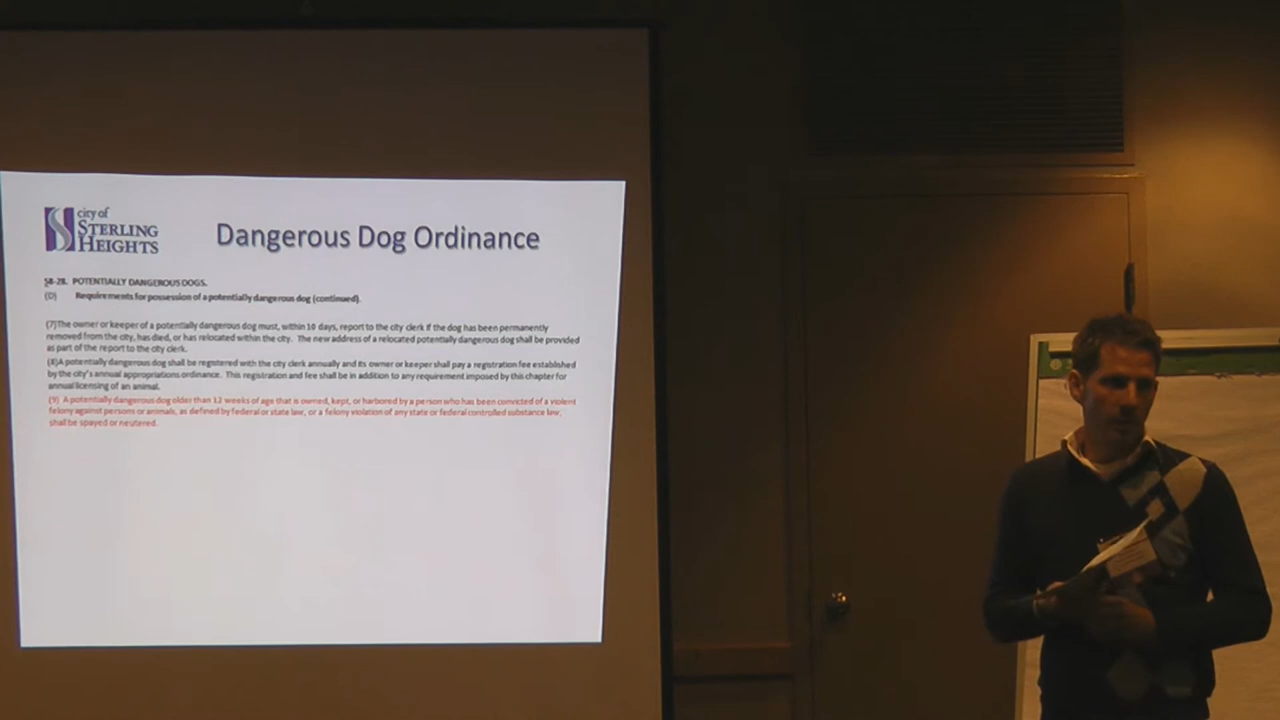 city of
STERLING
HEIGHTS
Dangerous Dog Ordinance
§8-28. POTENTIALLY DANGEROUS DOGS.
(D) Requirements for possession of a potentially dangerous dog (continued).
(7)The owner or keeper of a potentially dangerous dog must, within 10 days, report to the city clerk if the dog has been permanently
removed from the city, has died, or has relocated within the city. The new address of a relocated potentially dangerous dog shall be provided
as part of the report to the city clerk.
(8)A potentially dangerous dog shall be registered with the city clerk annually and its owner or keeper shall pay a registration fee established
by the city's annual appropriations ordinance. This registration and fee shall be in addition to any requirement imposed by this chapter for
annual licensing of an animal.
(9) A potentially dangerous dog older than 12 weeks of age that is owned, kept, or harbored by a person who has been convicted of a violent
felony against persons or animals, as defined by federal or state law, or a felony violation of any state or federal controlled substance law,
shall be spayed or neutered.